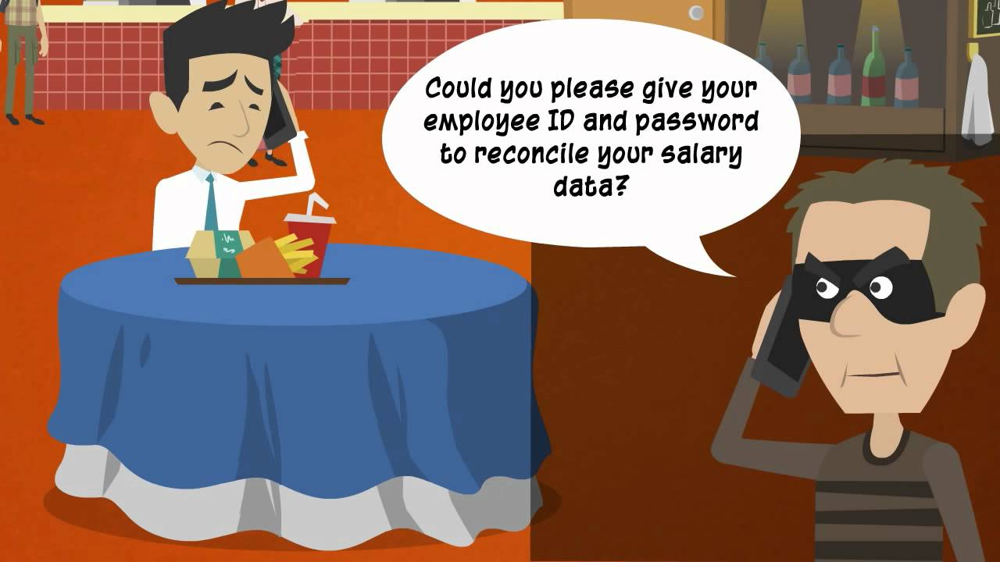 Could you please give your
employee ID and password
to reconcile your salary
data?